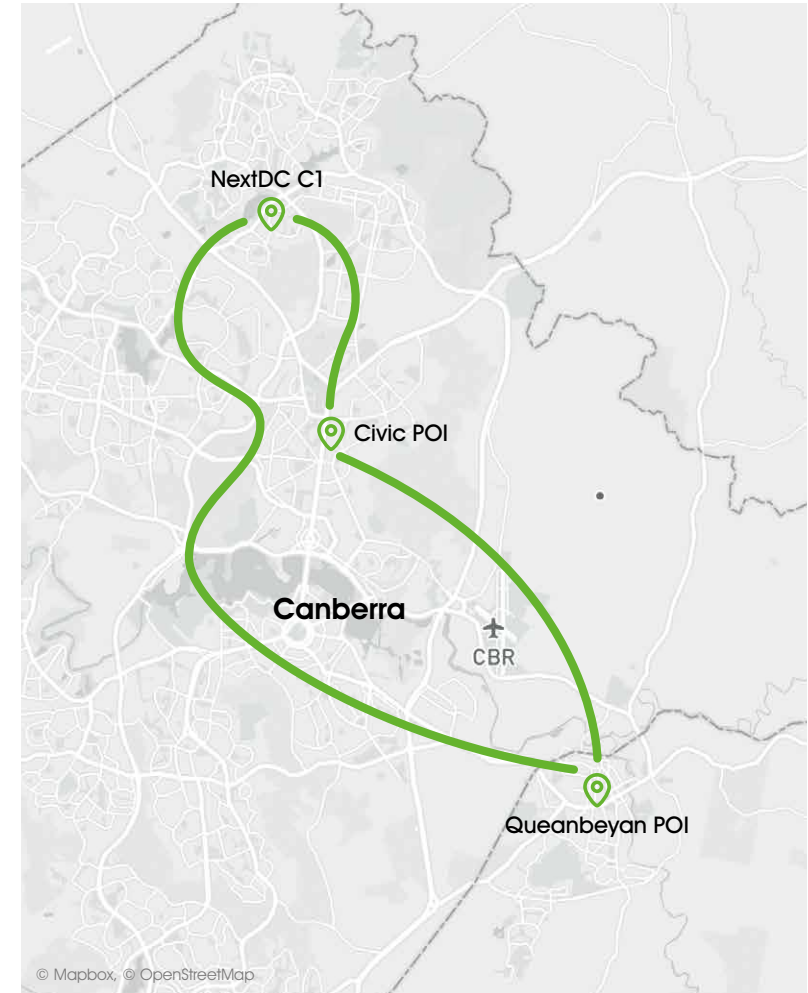 NextDC C1
Civic POI
Canberra
CBR
Queanbeyan POI
© Mapbox, © OpenStreetMap